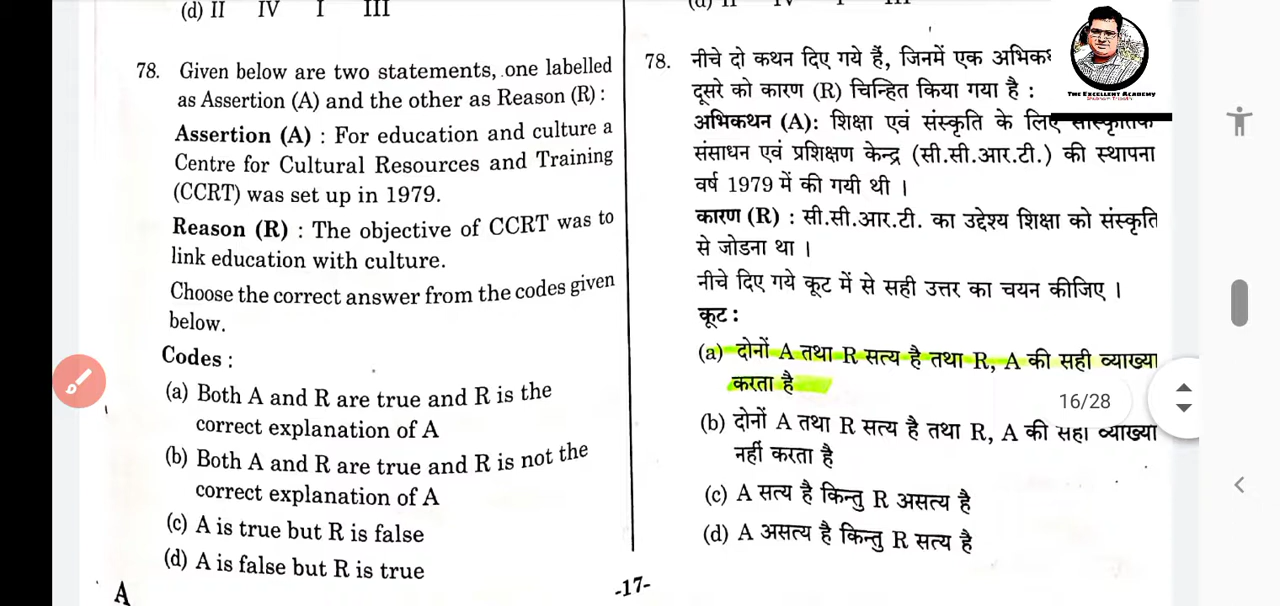 (d) II IV I III
78. Given below are two statements, one labelled
as Assertion (A) and the other as Reason (R) :
Assertion (A) : For education and culture a
Centre for Cultural Resources and Training
(CCRT) was set up in 1979.
Reason (R) : The objective of CCRT was to
link education with culture.
Choose the correct answer from the codes given
below.
Codes :
(a) Both A and R are true and R is the
correct explanation of A
(b) Both A and R are true and R is not the
correct explanation of A
(c) A is true but R is false
(d) A is false but R is true
A
-17-
78. नीचे दो कथन दिए गये हैं, जिनमें एक
दूसरे को कारण (R) चिन्हित किया गया है :
अभिकथन (A): शिक्षा एवं संस्कृति के लिए सांस्कृतिक
संसाधन एवं प्रशिक्षण केन्द्र (सी.सी.आर.टी.) की स्थापना
वर्ष 1979 में की गयी थी ।
कारण (R) : सी.सी.आर.टी. का उद्देश्य शिक्षा को संस्कृति
से जोडना था ।
नीचे दिए गये कूट में से सही उत्तर का चयन कीजिए ।
कूट :
(a) दोनों A तथा R सत्य है तथा R, A की सही व्याख्या
करता है
(b) दोनों A तथा R सत्य है तथा R, A की सही व्याख्या
नहीं करता है
(c) A सत्य है किन्तु R असत्य है
(d) A असत्य है किन्तु R सत्य है
THE EXCELLENT ACADEMY
16/28